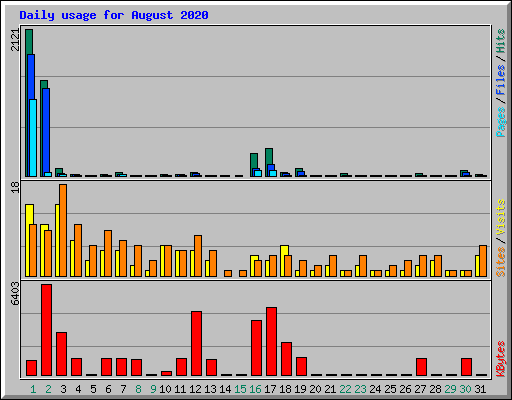 Daily usage for August 2020
2121
Pages / Files / Hits
18
Sites / Visits
6403
KBytes
1 2 3 4 5 6 7 8 9 10 11 12 13 14 15 16 17 18 19 20 21 22 23 24 25 26 27 28 29 30 31